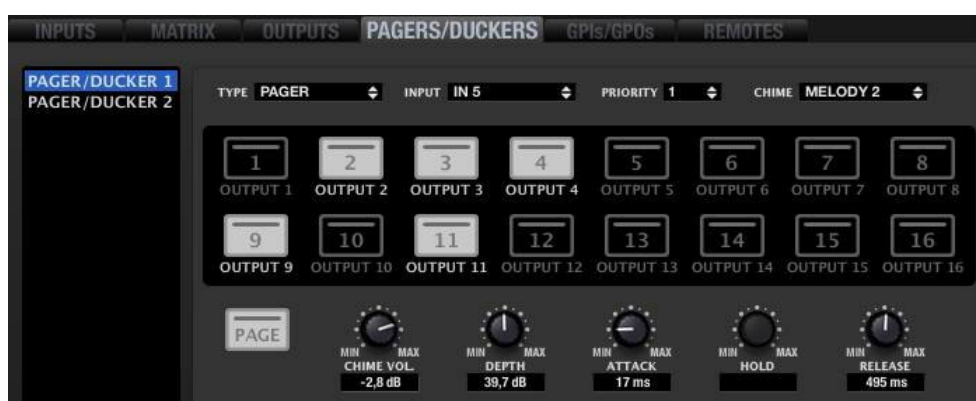 INPUTS MATRIX OUTPUTS PAGERS/DUCKERS GPIs/GPOs REMOTES
PAGER/DUCKER 1
PAGER/DUCKER 2
TYPE PAGER INPUT IN 5 PRIORITY 1 CHIME MELODY 2
1 2 3 4 5 6 7 8
OUTPUT 1 OUTPUT 2 OUTPUT 3 OUTPUT 4 OUTPUT 5 OUTPUT 6 OUTPUT 7 OUTPUT 8
9 10 11 12 13 14 15 16
OUTPUT 9 OUTPUT 10 OUTPUT 11 OUTPUT 12 OUTPUT 13 OUTPUT 14 OUTPUT 15 OUTPUT 16
PAGE
MIN MAX MIN MAX MIN MAX MIN MAX MIN MAX
CHIME VOL. DEPTH ATTACK HOLD RELEASE
-2,8 dB 39,7 dB 17 ms 495 ms